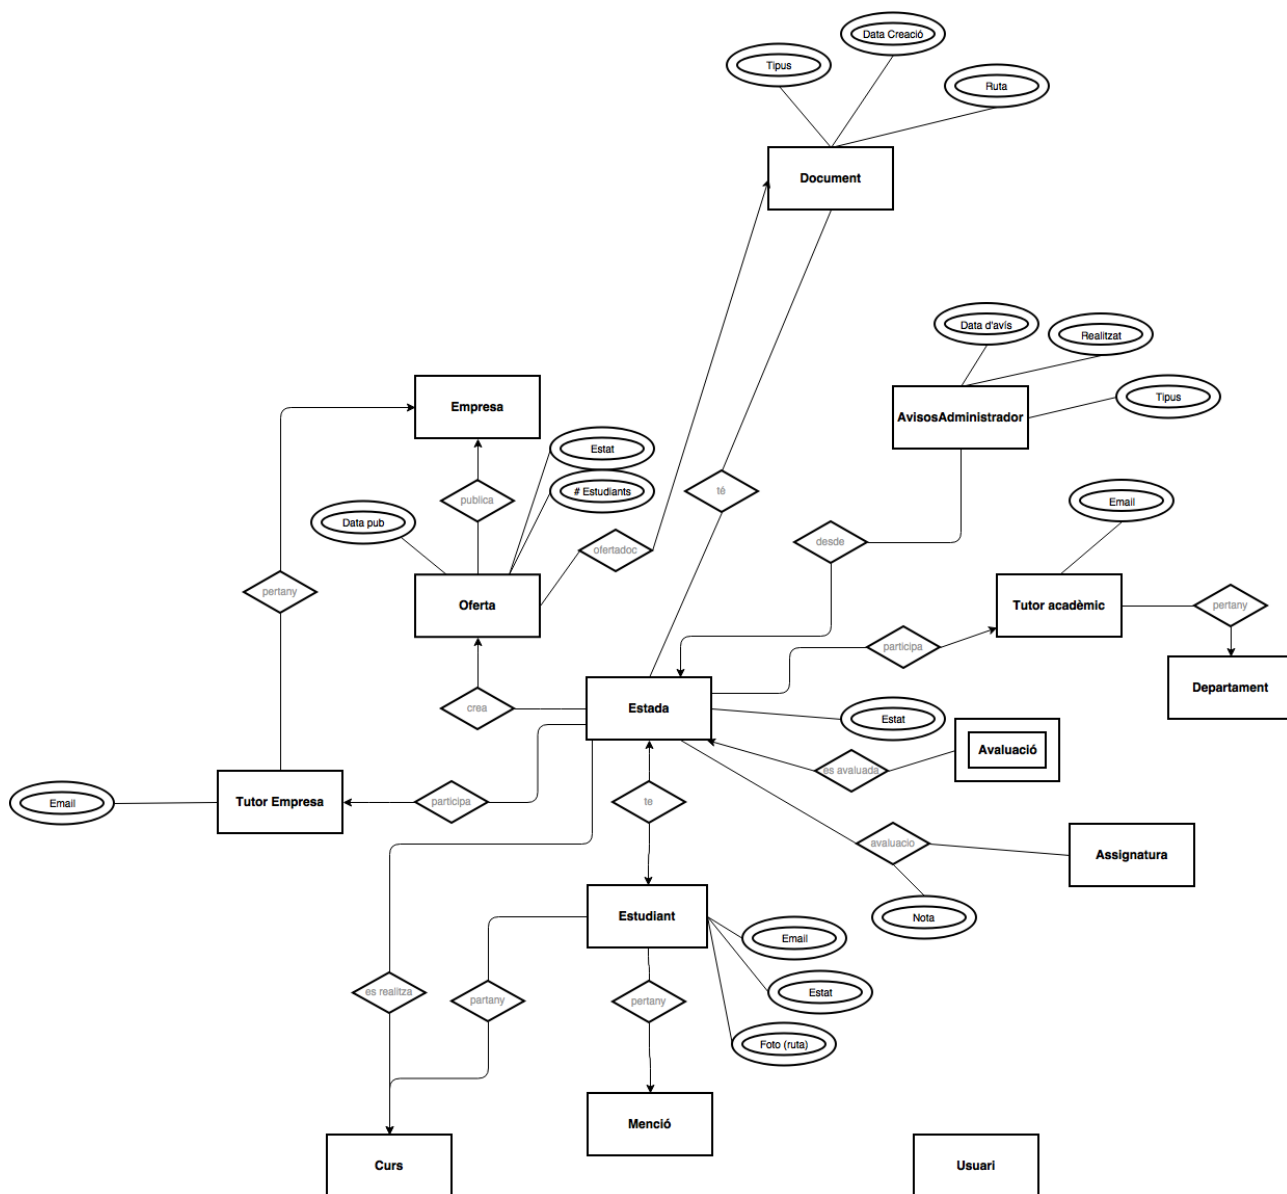 Data Creació
Tipus
Ruta
Document
Data d'avís
Realitzat
Tipus
AvisosAdministrador
Empresa
Estat
publica
# Estudiants
té
Data pub
Email
ofertadoc
desde
pertany
Oferta
Tutor acadèmic
pertany
participa
Departament
crea
Estada
Estat
Avaluació
es avaluada
Email
Tutor Empresa
participa
te
avaluacio
Assignatura
Estudiant
Nota
Email
es realitza
partany
pertany
Estat
Foto (ruta)
Menció
Curs
Usuari